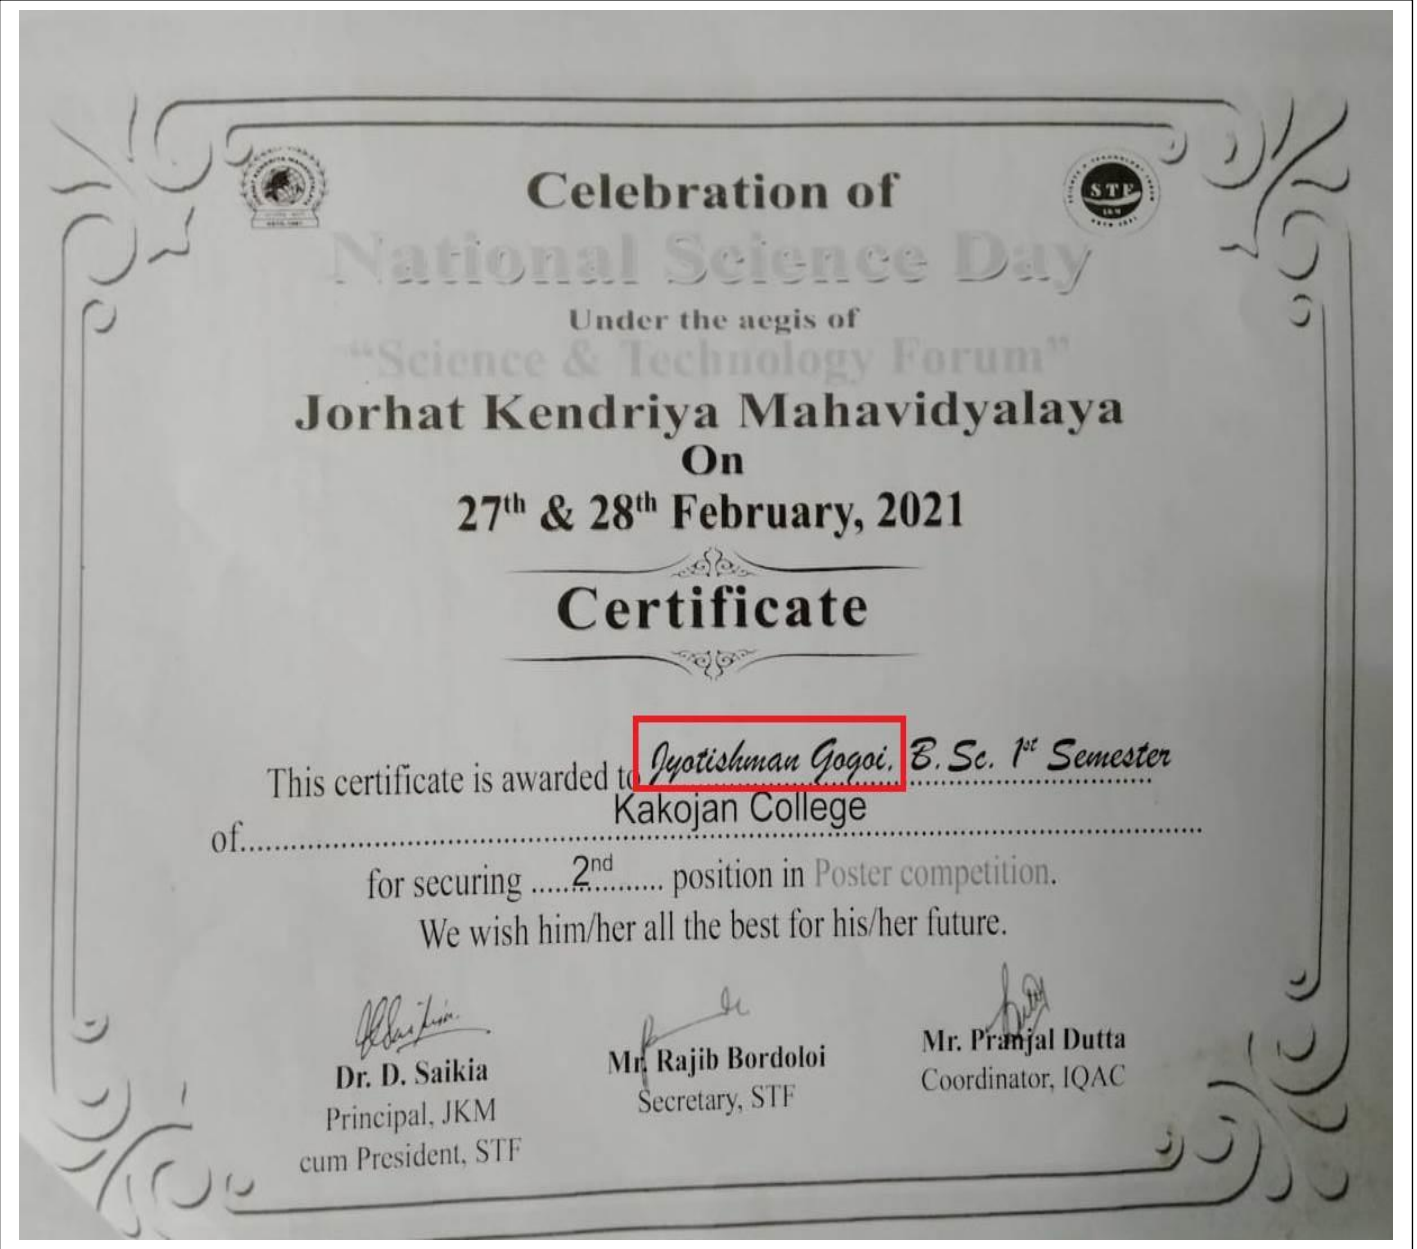 Celebration of
National Science Day
Under the aegis of
“Science & Technology Forum”
Jorhat Kendriya Mahavidyalaya
On
27th & 28th February, 2021
Certificate
This certificate is awarded to Jyotishman Gogoi, B.Sc. 1st Semester
of............Kakojan College............
for securing .....2nd.......... position in Poster competition.
We wish him/her all the best for his/her future.
Dr. D. Saikia
Principal, JKM
cum President, STF
Mr. Rajib Bordoloi
Secretary, STF
Mr. Pranjal Dutta
Coordinator, IQAC
STF